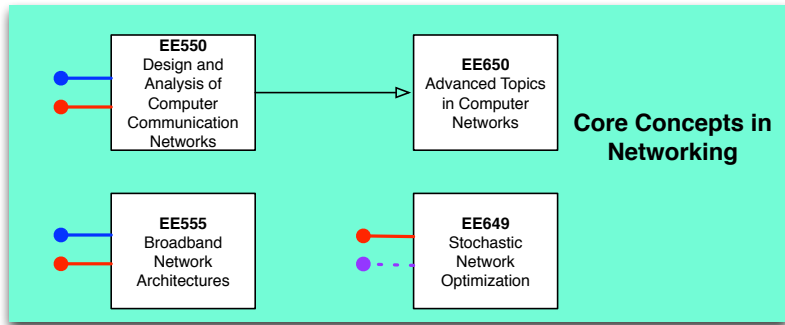 EE550
Design and
Analysis of
Computer
Communication
Networks
EE650
Advanced Topics
in Computer
Networks
Core Concepts in
Networking
EE555
Broadband
Network
Architectures
EE649
Stochastic
Network
Optimization